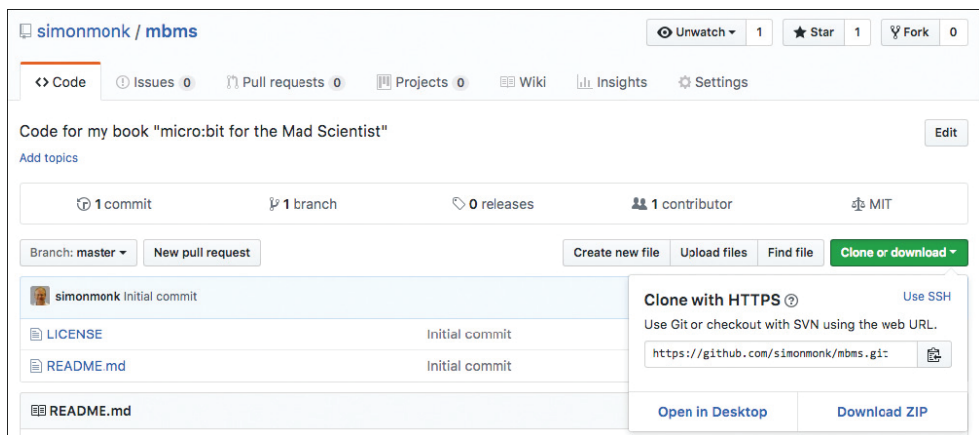 simonmonk / mbms
Unwatch 1 Star 1 Fork 0
Code Issues 0 Pull requests 0 Projects 0 Wiki Insights Settings
Code for my book "micro:bit for the Mad Scientist" Edit
Add topics
1 commit 1 branch 0 releases 1 contributor MIT
Branch: master New pull request Create new file Upload files Find file Clone or download
simonmonk Initial commit
LICENSE Initial commit
README.md Initial commit
README.md
Clone with HTTPS ? Use SSH
Use Git or checkout with SVN using the web URL.
https://github.com/simonmonk/mbms.git
Open in Desktop Download ZIP